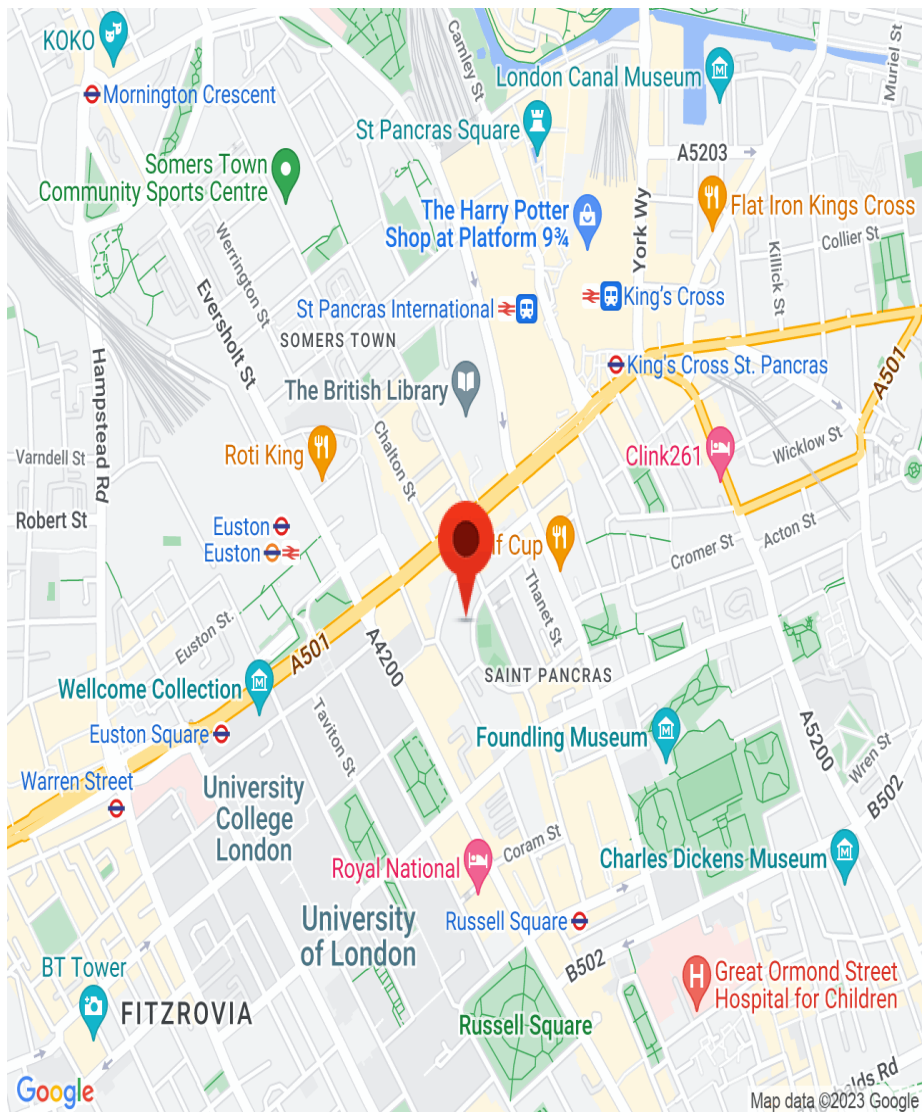 KOKO
Mornington Crescent
Camley St
London Canal Museum
Muriel St
St Pancras Square
A5203
Somers Town
Community Sports Centre
The Harry Potter
Shop at Platform 9¾
York Wy
Flat Iron Kings Cross
Collier St
Killick St
Werrington St
Eversholt St
St Pancras International
King's Cross
SOMERS TOWN
Hampstead Rd
The British Library
King's Cross St. Pancras
A501
Chalton St
Varndell St
Roti King
Clink261
Wicklow St
Robert St
Euston
Euston
Cup
Acton St
Cromer St
Thanet St
Euston St.
A501
A4200
SAINT PANCRAS
Wellcome Collection
Taviton St
Euston Square
Foundling Museum
A5200
Wren St
Warren Street
University
College
London
B502
Coram St
Royal National
Charles Dickens Museum
University
of London
Russell Square
B502
BT Tower
Great Ormond Street
Hospital for Children
FITZROVIA
Russell Square
Rd
Google
Map data ©2023 Google